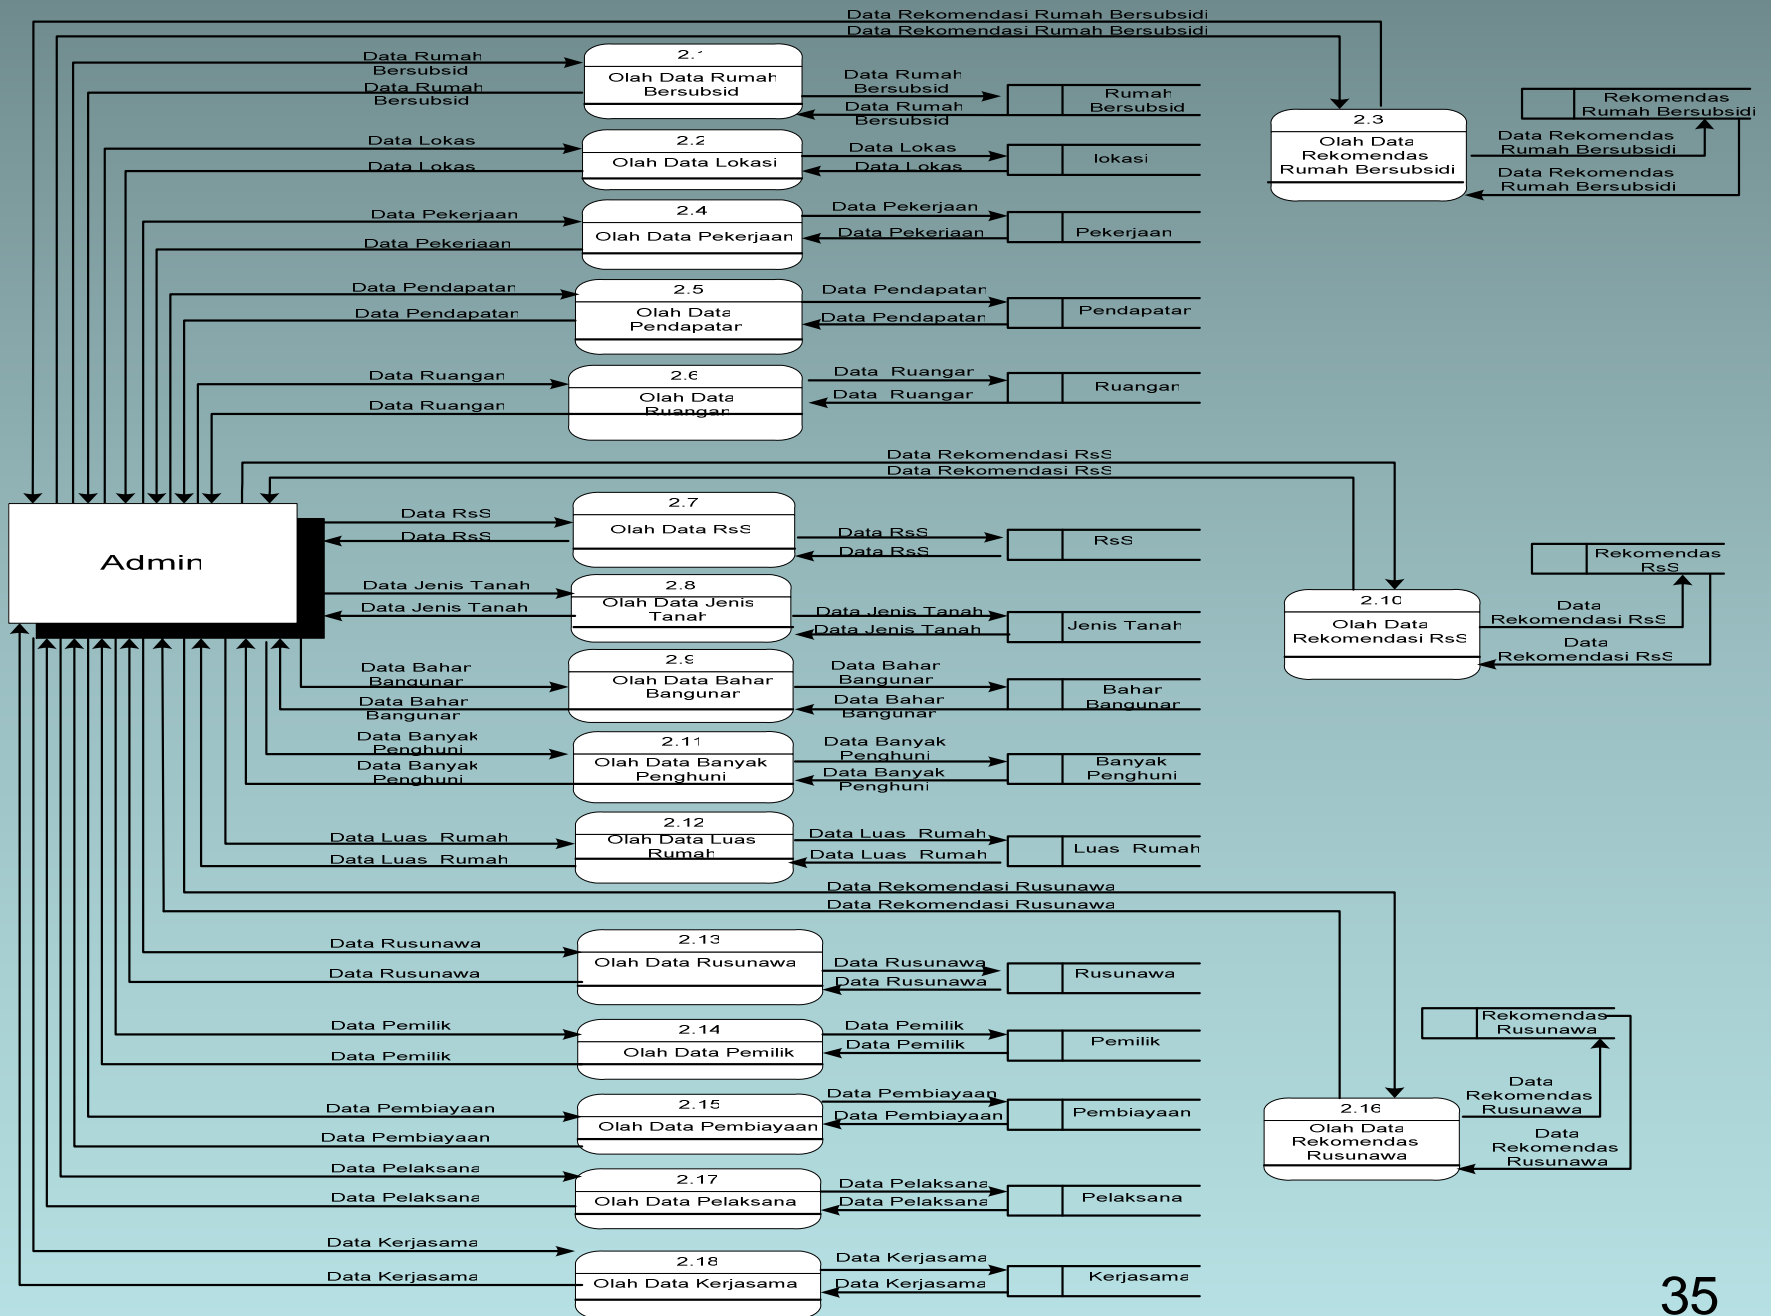 Data Rekomendasi Rumah Bersubsidi
Data Rekomendasi Rumah Bersubsidi
Data Rumah
Bersubsid
Data Rumah
Bersubsid
2.1
Olah Data Rumah
Bersubsid
Data Rumah
Bersubsid
Data Rumah
Bersubsid
Rumah
Bersubsid
2.3
Olah Data
Rekomendas
Rumah Bersubsidi
Rekomendas
Rumah Bersubsidi
Data Rekomendas
Rumah Bersubsidi
Data Rekomendas
Rumah Bersubsidi
Data Lokas
Data Lokas
2.2
Olah Data Lokasi
Data Lokas
Data Lokas
lokasi
Data Pekerjaan
Data Pekerjaan
2.4
Olah Data Pekerjaan
Data Pekerjaan
Data Pekerjaan
Pekerjaan
Data Pendapatan
Data Pendapatan
2.5
Olah Data
Pendapatan
Data Pendapatan
Data Pendapatan
Pendapatan
Data Ruangan
Data Ruangan
2.6
Olah Data
Ruangan
Data Ruangan
Data Ruangan
Ruangan
Data Rekomendasi RsS
Data Rekomendasi RsS
Admin
Data RsS
Data RsS
2.7
Olah Data RsS
Data RsS
Data RsS
RsS
Data Jenis Tanah
Data Jenis Tanah
2.8
Olah Data Jenis
Tanah
Data Jenis Tanah
Data Jenis Tanah
Jenis Tanah
2.10
Olah Data
Rekomendasi RsS
Rekomendas
RsS
Data
Rekomendasi RsS
Data
Rekomendasi RsS
Data Bahan
Bangunan
Data Bahan
Bangunan
2.9
Olah Data Bahan
Bangunan
Data Bahan
Bangunan
Data Bahan
Bangunan
Bahan
Bangunan
Data Banyak
Penghuni
Data Banyak
Penghuni
2.11
Olah Data Banyak
Penghuni
Data Banyak
Penghuni
Data Banyak
Penghuni
Banyak
Penghuni
Data Luas Rumah
Data Luas Rumah
2.12
Olah Data Luas
Rumah
Data Luas Rumah
Data Luas Rumah
Luas Rumah
Data Rekomendasi Rusunawa
Data Rekomendasi Rusunawa
Data Rusunawa
Data Rusunawa
2.13
Olah Data Rusunawa
Data Rusunawa
Data Rusunawa
Rusunawa
Data Pemilik
Data Pemilik
2.14
Olah Data Pemilik
Data Pemilik
Data Pemilik
Pemilik
Rekomendas
Rusunawa
Data Pembiayaan
Data Pembiayaan
2.15
Olah Data Pembiayaan
Data Pembiayaan
Data Pembiayaan
Pembiayaan
2.16
Olah Data
Rekomendas
Rusunawa
Data
Rekomendas
Rusunawa
Data
Rekomendas
Rusunawa
Data Pelaksana
Data Pelaksana
2.17
Olah Data Pelaksana
Data Pelaksana
Data Pelaksana
Pelaksana
Data Kerjasama
Data Kerjasama
2.18
Olah Data Kerjasama
Data Kerjasama
Data Kerjasama
Kerjasama
35